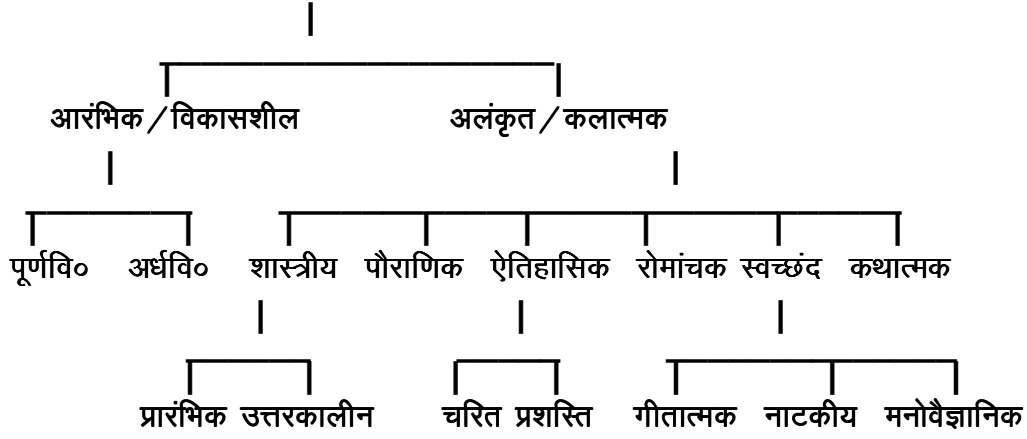 आरंभिक/विकासशील अलंकृत/कलात्मक
पूर्णवि० अर्धवि० शास्त्रीय पौराणिक ऐतिहासिक रोमांचक स्वच्छंद कथात्मक
प्रारंभिक उत्तरकालीन चरित प्रशस्ति गीतात्मक नाटकीय मनोवैज्ञानिक